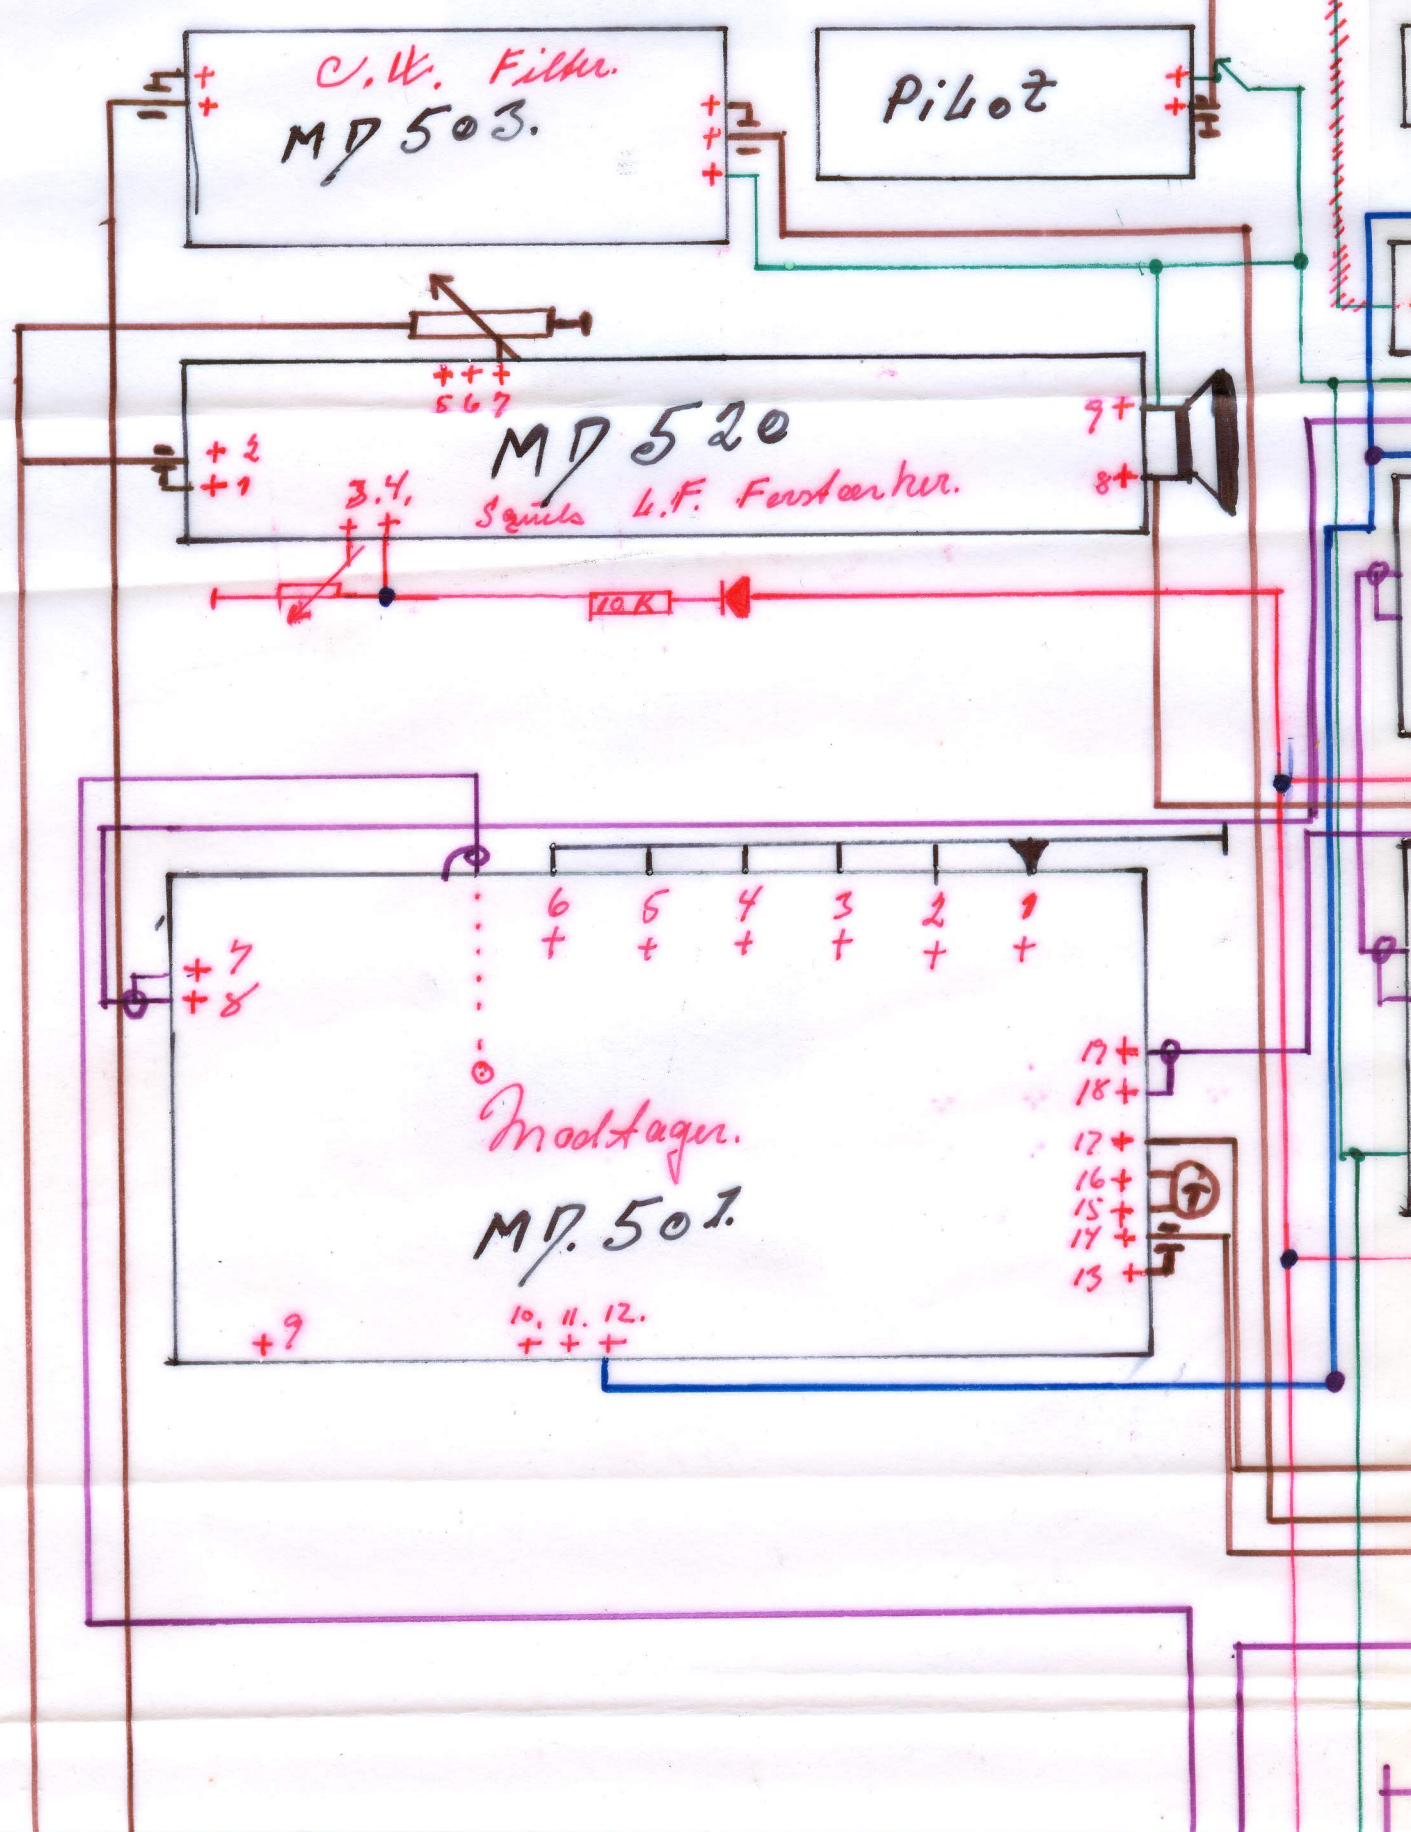 C.W. Filter.
MD 503.
PiLoT
5 6 7
MD 520
+ 2
+ 1
3.4.
L.F. Forstærker.
9 +
8 +
10 K
6 5 4 3 2 1
+ + + + + +
+ 7
+ 8
19 +
18 +
17 +
16 +
15 +
14 +
13 +
T
Modtager.
MD. 501.
+ 9
10. 11. 12.
+ + +